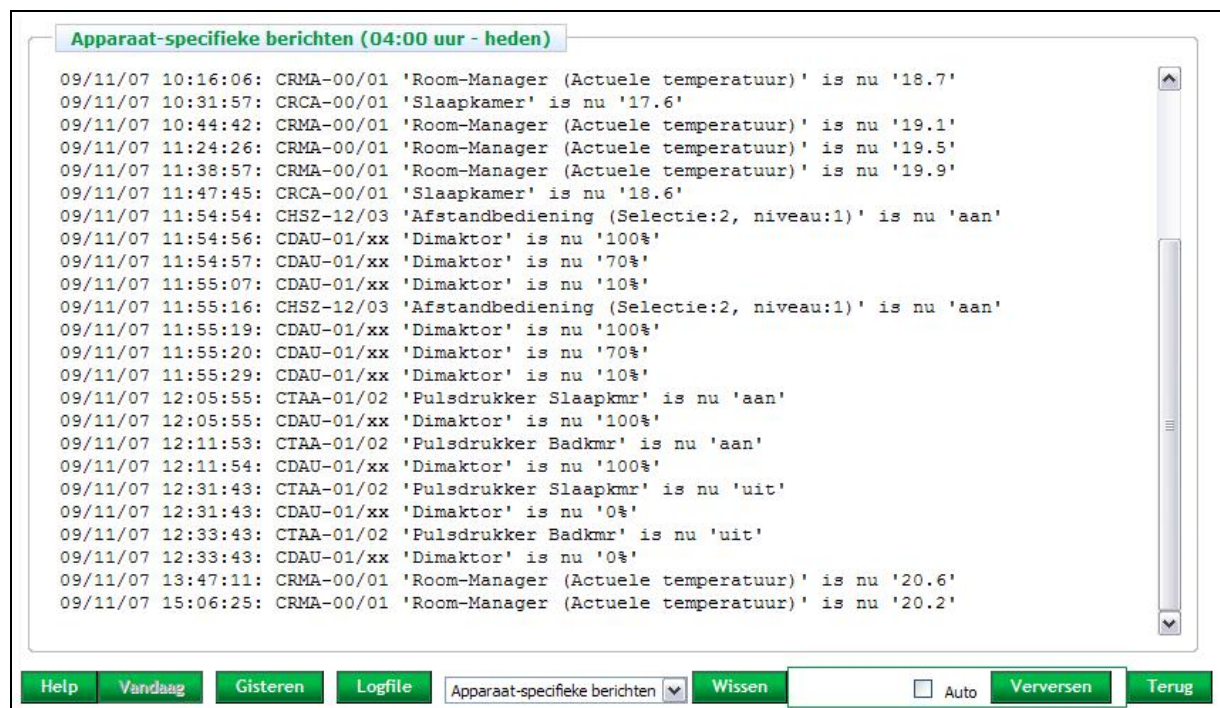 Apparaat-specifieke berichten (04:00 uur - heden)
09/11/07 10:16:06: CRMA-00/01 'Room-Manager (Actuele temperatuur)' is nu '18.7'
09/11/07 10:31:57: CRCA-00/01 'Slaapkamer' is nu '17.6'
09/11/07 10:44:42: CRMA-00/01 'Room-Manager (Actuele temperatuur)' is nu '19.1'
09/11/07 11:24:26: CRMA-00/01 'Room-Manager (Actuele temperatuur)' is nu '19.5'
09/11/07 11:38:57: CRMA-00/01 'Room-Manager (Actuele temperatuur)' is nu '19.9'
09/11/07 11:47:45: CRCA-00/01 'Slaapkamer' is nu '18.6'
09/11/07 11:54:54: CHSZ-12/03 'Afstandbediening (Selectie:2, niveau:1)' is nu 'aan'
09/11/07 11:54:56: CDAU-01/xx 'Dimaktor' is nu '100%'
09/11/07 11:54:57: CDAU-01/xx 'Dimaktor' is nu '70%'
09/11/07 11:55:07: CDAU-01/xx 'Dimaktor' is nu '10%'
09/11/07 11:55:16: CHSZ-12/03 'Afstandbediening (Selectie:2, niveau:1)' is nu 'aan'
09/11/07 11:55:19: CDAU-01/xx 'Dimaktor' is nu '100%'
09/11/07 11:55:20: CDAU-01/xx 'Dimaktor' is nu '70%'
09/11/07 11:55:29: CDAU-01/xx 'Dimaktor' is nu '10%'
09/11/07 12:05:55: CTAA-01/02 'Pulsdrukker Slaapkmr' is nu 'aan'
09/11/07 12:05:55: CDAU-01/xx 'Dimaktor' is nu '100%'
09/11/07 12:11:53: CTAA-01/02 'Pulsdrukker Badkmr' is nu 'aan'
09/11/07 12:11:54: CDAU-01/xx 'Dimaktor' is nu '100%'
09/11/07 12:31:43: CTAA-01/02 'Pulsdrukker Slaapkmr' is nu 'uit'
09/11/07 12:31:43: CDAU-01/xx 'Dimaktor' is nu '0%'
09/11/07 12:33:43: CTAA-01/02 'Pulsdrukker Badkmr' is nu 'uit'
09/11/07 12:33:43: CDAU-01/xx 'Dimaktor' is nu '0%'
09/11/07 13:47:11: CRMA-00/01 'Room-Manager (Actuele temperatuur)' is nu '20.6'
09/11/07 15:06:25: CRMA-00/01 'Room-Manager (Actuele temperatuur)' is nu '20.2'
Help Vandaag Gisteren Logfile Apparaat-specifieke berichten Wissen Auto Verversen Terug